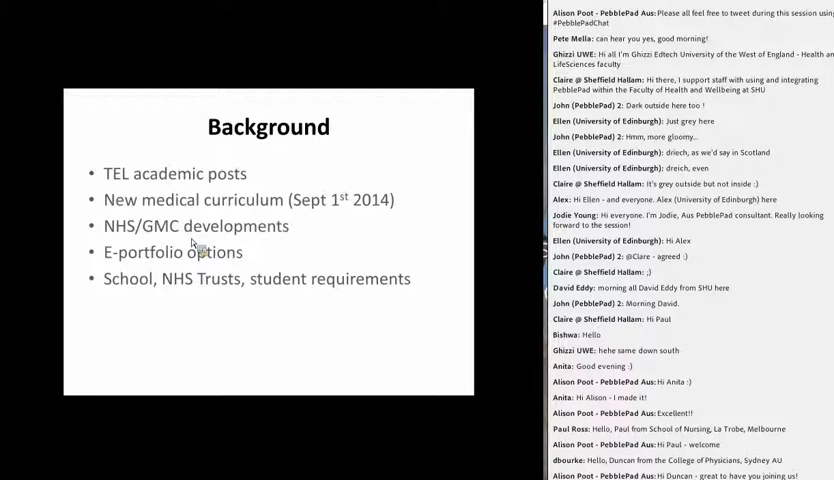 Background
• TEL academic posts
• New medical curriculum (Sept 1st 2014)
• NHS/GMC developments
• E-portfolio options
• School, NHS Trusts, student requirements
Alison Poot - PebblePad Aus: Please all feel free to tweet during this session using
#PebblePadChat
Pete Mella: can hear you yes, good morning!
Ghizzi UWE: Hi all I'm Ghizzi Edtech University of the West of England - Health and
LifeSciences faculty
Claire @ Sheffield Hallam: Hi there, I support staff with using and integrating
PebblePad within the Faculty of Health and Wellbeing at SHU
John (PebblePad) 2: Dark outside here too !
Ellen (University of Edinburgh): Just grey here
John (PebblePad) 2: Hmm, more gloomy...
Ellen (University of Edinburgh): driech, as we'd say in Scotland
Ellen (University of Edinburgh): dreich, even
Claire @ Sheffield Hallam: It's grey outside but not inside :)
Alex: Hi Ellen - and everyone. Alex (University of Edinburgh) here
Jodie Young: Hi everyone. I'm Jodie, Aus PebblePad consultant. Really looking
forward to the session!
Ellen (University of Edinburgh): Hi Alex
John (PebblePad) 2: @Clare - agreed :)
Claire @ Sheffield Hallam: ;)
David Eddy: morning all David Eddy from SHU here
John (PebblePad) 2: Morning David.
Claire @ Sheffield Hallam: Hi Paul
Bishwa: Hello
Ghizzi UWE: hehe same down south
Anita: Good evening :)
Alison Poot - PebblePad Aus: Hi Anita :)
Anita: Hi Alison - I made it!
Alison Poot - PebblePad Aus: Excellent!!
Paul Ross: Hello, Paul from School of Nursing, La Trobe, Melbourne
Alison Poot - PebblePad Aus: Hi Paul - welcome
dbourke: Hello, Duncan from the College of Physicians, Sydney AU
Alison Poot - PebblePad Aus: Hi Duncan - great to have you joining us!